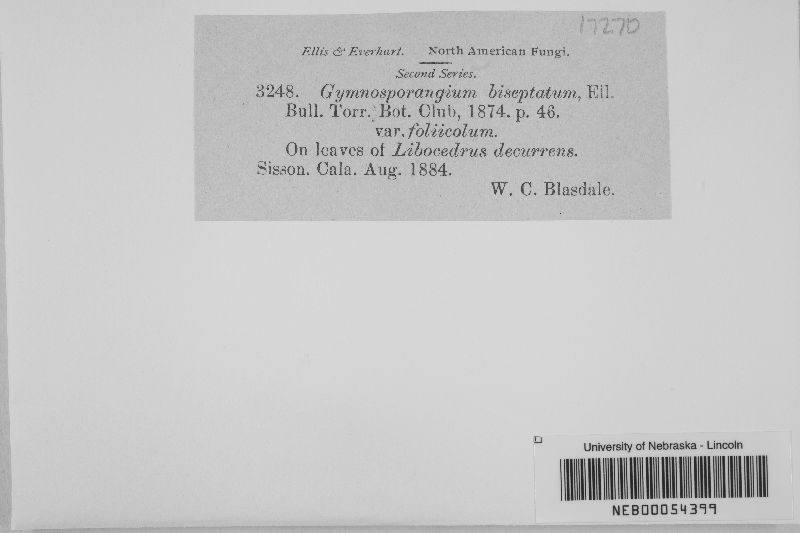 17270
Ellis & Everhart. North American Fungi.
Second Series.
3248. Gymnosporangium biseptatum, Ell.
Bull. Torr. Bot. Club, 1874. p. 46.
var. foliicolum.
On leaves of Libocedrus decurrens.
Sisson. Cala. Aug. 1884.
W. C. Blasdale.
University of Nebraska - Lincoln
NEB00054399